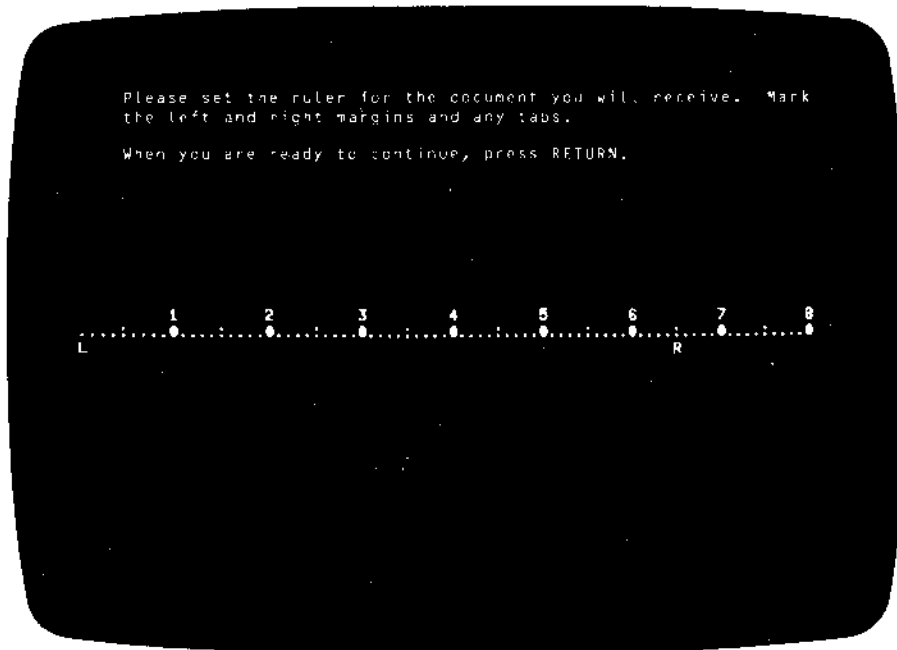 Please set the ruler for the document you will receive. Mark
the left and right margins and any tabs.
When you are ready to continue, press RETURN.
1 2 3 4 5 6 7 8
L R